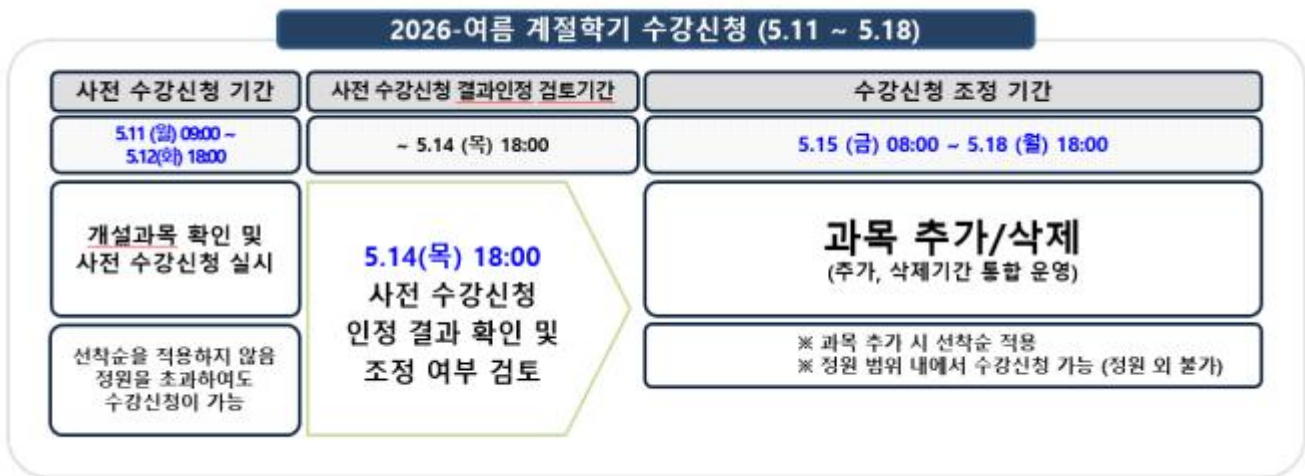 2026-여름 계절학기 수강신청 (5.11 ~ 5.18)
사전 수강신청 기간
사전 수강신청 결과인정 검토기간
수강신청 조정 기간
5.11 (월) 09:00 ~
5.12(화) 18:00
~ 5.14 (목) 18:00
5.15 (금) 08:00 ~ 5.18 (월) 18:00
개설과목 확인 및
사전 수강신청 실시
선착순을 적용하지 않음
정원을 초과하여도
수강신청이 가능
5.14(목) 18:00
사전 수강신청
인정 결과 확인 및
조정 여부 검토
과목 추가/삭제
(추가, 삭제기간 통합 운영)
※ 과목 추가 시 선착순 적용
※ 정원 범위 내에서 수강신청 가능 (정원 외 불가)